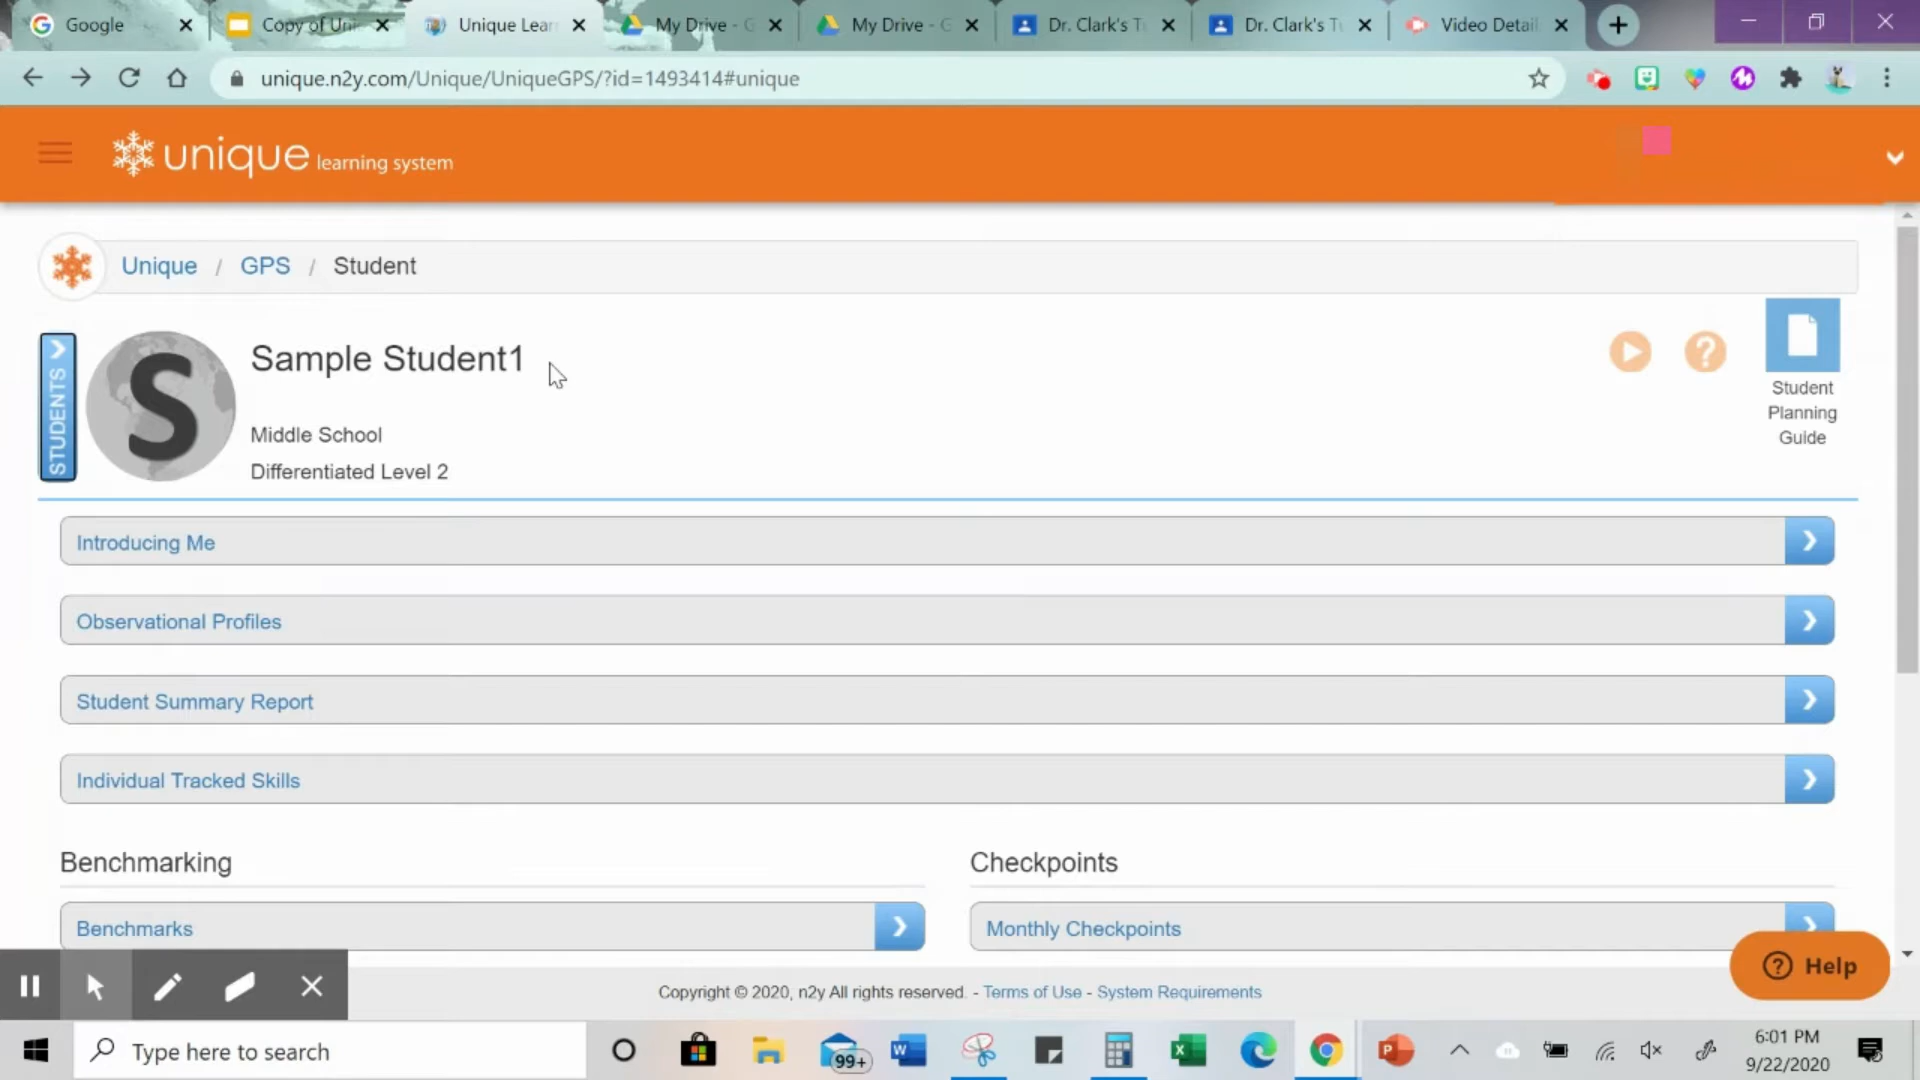 Google
Copy of Uni
Unique Lear
My Drive - G
My Drive - G
Dr. Clark's T
Dr. Clark's T
Video Detail
unique.n2y.com/Unique/UniqueGPS/?id=1493414#unique
unique learning system
Unique / GPS / Student
STUDENTS
S
Sample Student1
Middle School
Differentiated Level 2
?
Student
Planning
Guide
Introducing Me
Observational Profiles
Student Summary Report
Individual Tracked Skills
Benchmarking
Checkpoints
Benchmarks
Monthly Checkpoints
? Help
Copyright © 2020, n2y All rights reserved. - Terms of Use - System Requirements
Type here to search
99+
6:01 PM
9/22/2020